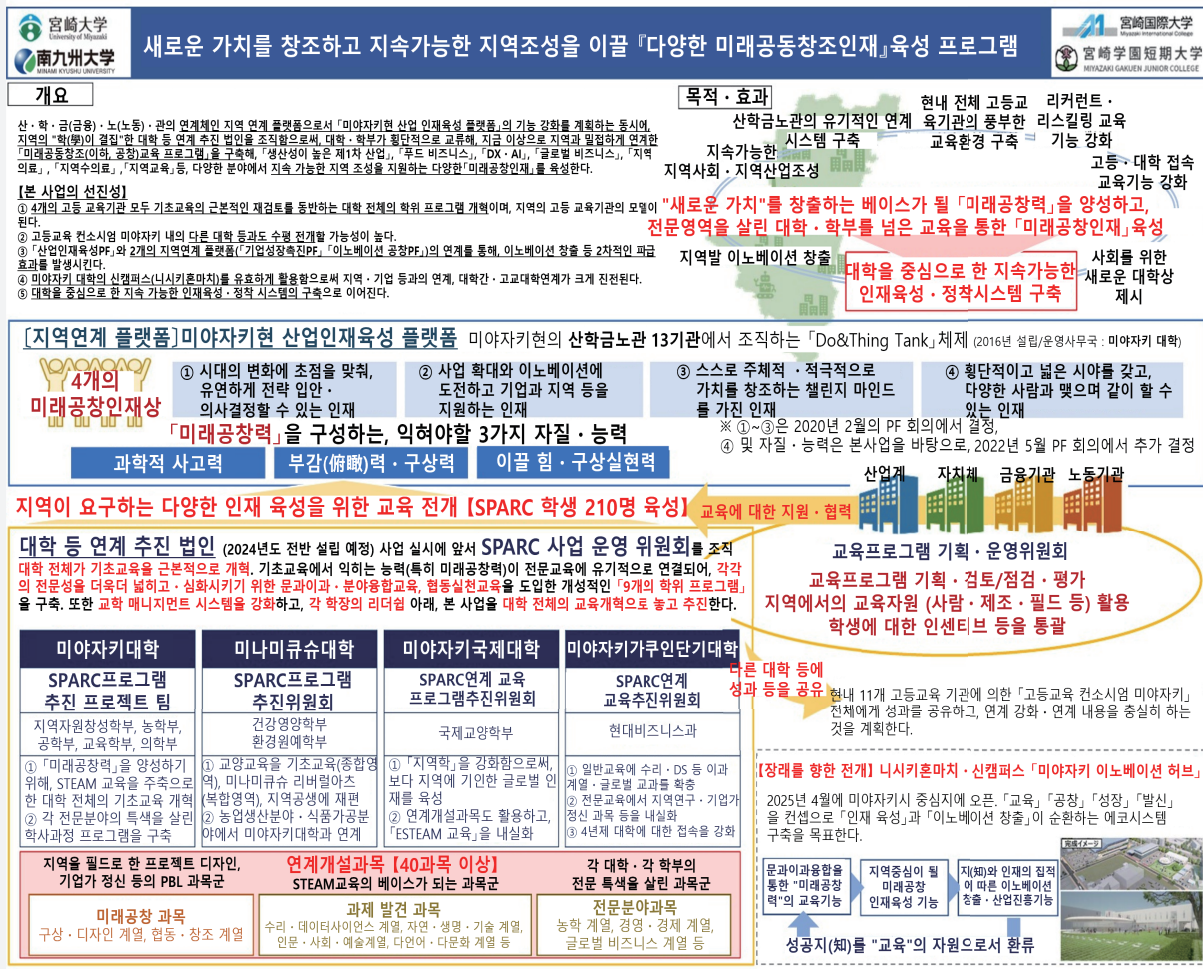 宮崎大学
University of Miyazaki
南九州大学
MINAMI KYUSHU UNIVERSITY
새로운 가치를 창조하고 지속가능한 지역조성을 이끌『다양한 미래공동창조인재』육성 프로그램
宮崎国際大学
Miyazaki International College
宮崎学園短期大学
MIYAZAKI GAKUEN JUNIOR COLLEGE
개요
산・학・금(금융)・노(노동)・관의 연계체인 지역 연계 플랫폼으로서「미야자키현 산업 인재육성 플랫폼」의 기능 강화를 계획하는 동시에,
지역의 "학(學)이 결집"한 대학 등 연계 추진 법인을 조직함으로써, 대학・학부가 횡단적으로 교류해, 지금 이상으로 지역과 밀접하게 연계한
「미래공동창조(이하, 공창)교육 프로그램」을 구축해,「생산성이 높은 제1차 산업」,「푸드 비즈니스」,「DX・AI」,「글로벌 비즈니스」,「지역
의료」,「지역수의료」,「지역교육」등, 다양한 분야에서 지속 가능한 지역 조성을 지원하는 다양한「미래공창인재」를 육성한다.
【본 사업의 선진성】
① 4개의 고등 교육기관 모두 기초교육의 근본적인 재검토를 동반하는 대학 전체의 학위 프로그램 개혁이며, 지역의 고등 교육기관의 모델이
된다.
② 고등교육 컨소시엄 미야자키 내의 다른 대학 등과도 수평 전개할 가능성이 높다.
③「산업인재육성PF」와 2개의 지역연계 플랫폼(「기업성장촉진PF」「이노베이션 공창PF」)의 연계를 통해, 이노베이션 창출 등 2차적인 파급
효과를 발생시킨다.
④ 미야자키 대학의 신캠퍼스(니시키혼마치)를 유효하게 활용함으로써 지역・기업 등과의 연계, 대학간・고교대학연계가 크게 진전된다.
⑤ 대학을 중심으로 한 지속 가능한 인재육성・정착 시스템의 구축으로 이어진다.
목적・효과
산학금노관의 유기적인 연계
시스템 구축
현내 전체 고등교
육기관의 풍부한
교육환경 구축
리커런트・
리스킬링 교육
기능 강화
지속가능한
지역사회・지역산업조성
고등・대학 접속
교육기능 강화
"새로운 가치"를 창출하는 베이스가 될「미래공창력」을 양성하고,
전문영역을 살린 대학・학부를 넘은 교육을 통한「미래공창인재」육성
지역발 이노베이션 창출
대학을 중심으로 한 지속가능한
인재육성・정착시스템 구축
사회를 위한
새로운 대학상
제시
〔지역연계 플랫폼〕미야자키현 산업인재육성 플랫폼 미야자키현의 산학금노관 13기관에서 조직하는「Do&Thing Tank」체제 (2016년 설립/운영사무국 : 미야자키 대학)
4개의
미래공창인재상
① 시대의 변화에 초점을 맞춰,
유연하게 전략 입안・
의사결정할 수 있는 인재
② 사업 확대와 이노베이션에
도전하고 기업과 지역 등을
지원하는 인재
③ 스스로 주체적・적극적으로
가치를 창조하는 챌린지 마인드
를 가진 인재
④ 횡단적이고 넓은 시야를 갖고,
다양한 사람과 맺으며 같이 할 수
있는 인재
「미래공창력」을 구성하는, 익혀야할 3가지 자질・능력
※ ①~③은 2020년 2월의 PF 회의에서 결정,
④ 및 자질・능력은 본사업을 바탕으로, 2022년 5월 PF 회의에서 추가 결정
과학적 사고력
부감(俯瞰)력・구상력
이끌 힘・구상실현력
산업계
자치체
금융기관
노동기관
지역이 요구하는 다양한 인재 육성을 위한 교육 전개【SPARC 학생 210명 육성】
교육에 대한 지원・협력
대학 등 연계 추진 법인 (2024년도 전반 설립 예정) 사업 실시에 앞서 SPARC 사업 운영 위원회를 조직
대학 전체가 기초교육을 근본적으로 개혁. 기초교육에서 익히는 능력(특히 미래공창력)이 전문교육에 유기적으로 연결되어, 각각
의 전문성을 더욱더 넓히고・심화시키기 위한 문과이과・분야융합교육, 협동실천교육을 도입한 개성적인「9개의 학위 프로그램」
을 구축. 또한 교학 매니지먼트 시스템을 강화하고, 각 학장의 리더쉽 아래, 본 사업을 대학 전체의 교육개혁으로 놓고 추진한다.
교육프로그램 기획・운영위원회
교육프로그램 기획・검토/점검・평가
지역에서의 교육자원 (사람・제조・필드 등) 활용
학생에 대한 인센티브 등을 통괄
미야자키대학
SPARC프로그램
추진 프로젝트 팀
지역자원창성학부, 농학부,
공학부, 교육학부, 의학부
①「미래공창력」을 양성하기
위해, STEAM 교육을 주축으로
한 대학 전체의 기초교육 개혁
② 각 전문분야의 특색을 살린
학사과정 프로그램을 구축
미나미큐슈대학
SPARC프로그램
추진위원회
건강영양학부
환경원예학부
① 교양교육을 기초교육(종합영
역), 미나미큐슈 리버럴아츠
(복합영역), 지역공생에 재편
② 농업생산분야・식품가공분
야에서 미야자키대학과 연계
미야자키국제대학
SPARC연계 교육
프로그램추진위원회
국제교양학부
①「지역학」을 강화함으로써,
보다 지역에 기인한 글로벌 인
재를 육성
② 연계개설과목도 활용하고,
「ESTEAM 교육」을 내실화
미야자키가쿠인단기대학
SPARC연계
교육추진위원회
현대비즈니스과
① 일반교육에 수리・DS 등 이과
계열・글로벌 교과를 확충
② 전문교육에서 지역연구・기업가
정신 과목 등을 내실화
③ 4년제 대학에 대한 접속을 강화
다른 대학 등에
성과 등을 공유
현내 11개 고등교육 기관에 의한「고등교육 컨소시엄 미야자키」
전체에게 성과를 공유하고, 연계 강화・연계 내용을 충실히 하는
것을 계획한다.
지역을 필드로 한 프로젝트 디자인,
기업가 정신 등의 PBL 과목군
연계개설과목【40과목 이상】
STEAM교육의 베이스가 되는 과목군
각 대학・각 학부의
전문 특색을 살린 과목군
미래공창 과목
구상・디자인 계열, 협동・창조 계열
과제 발견 과목
수리・데이터사이언스 계열, 자연・생명・기술 계열,
인문・사회・예술계열, 다언어・다문화 계열 등
전문분야과목
농학 계열, 경영・경제 계열,
글로벌 비즈니스 계열 등
【장래를 향한 전개】니시키혼마치・신캠퍼스「미야자키 이노베이션 허브」
2025년 4월에 미야자키시 중심지에 오픈.「교육」「공창」「성장」「발신」
을 컨셉으로「인재 육성」과「이노베이션 창출」이 순환하는 에코시스템
구축을 목표한다.
문과이과융합을
통한 "미래공창
력"의 교육기능
지역중심이 될
미래공창
인재육성 기능
지(知)와 인재의 집적
에 따른 이노베이션
창출・산업진흥기능
성공지(知)를 "교육"의 자원으로서 환류
完成イメージ